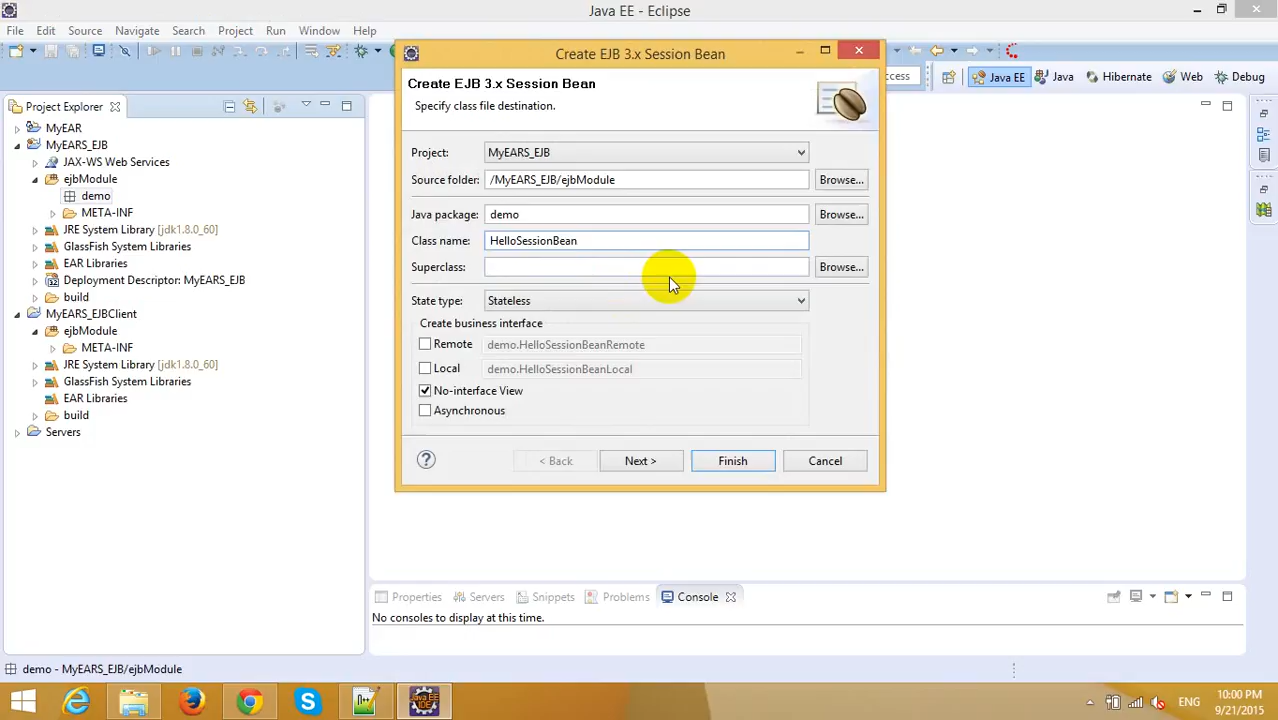 Java EE - Eclipse
File Edit Source Navigate Search Project Run Window Help
ccess Java EE Java Hibernate Web Debug
Project Explorer
MyEAR
MyEARS_EJB
JAX-WS Web Services
ejbModule
demo
META-INF
JRE System Library [jdk1.8.0_60]
GlassFish System Libraries
EAR Libraries
Deployment Descriptor: MyEARS_EJB
build
MyEARS_EJBClient
ejbModule
META-INF
JRE System Library [jdk1.8.0_60]
GlassFish System Libraries
EAR Libraries
build
Servers
Create EJB 3.x Session Bean
Create EJB 3.x Session Bean
Specify class file destination.
Project: MyEARS_EJB
Source folder: /MyEARS_EJB/ejbModule Browse...
Java package: demo Browse...
Class name: HelloSessionBean
Superclass: Browse...
State type: Stateless
Create business interface
Remote demo.HelloSessionBeanRemote
Local demo.HelloSessionBeanLocal
No-interface View
Asynchronous
< Back Next > Finish Cancel
Properties Servers Snippets Problems Console
No consoles to display at this time.
demo - MyEARS_EJB/ejbModule
Java EE
IDE
ENG
10:00 PM
9/21/2015